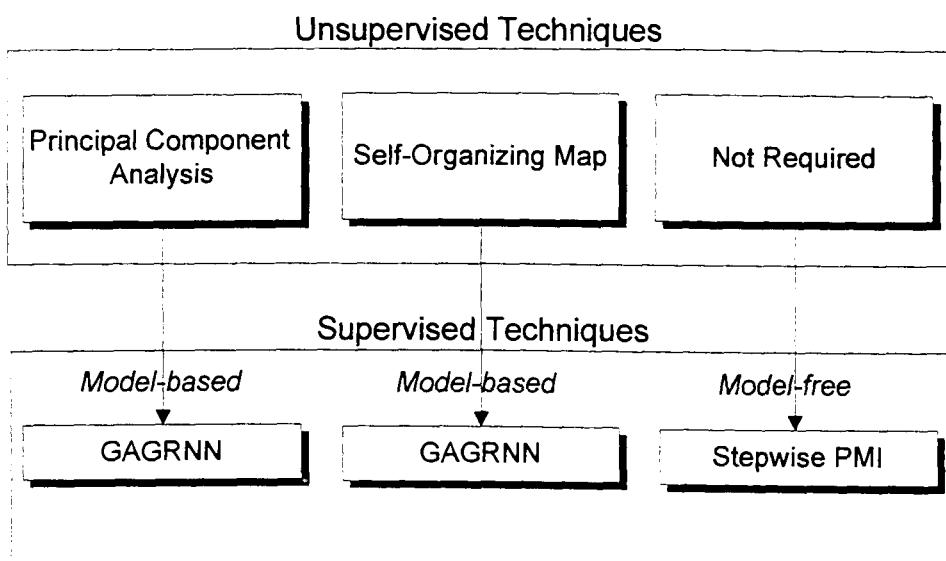 Unsupervised Techniques
Principal Component
Analysis
Self-Organizing Map
Not Required
Supervised Techniques
Model-based
Model-based
Model-free
GAGRNN
GAGRNN
Stepwise PMI